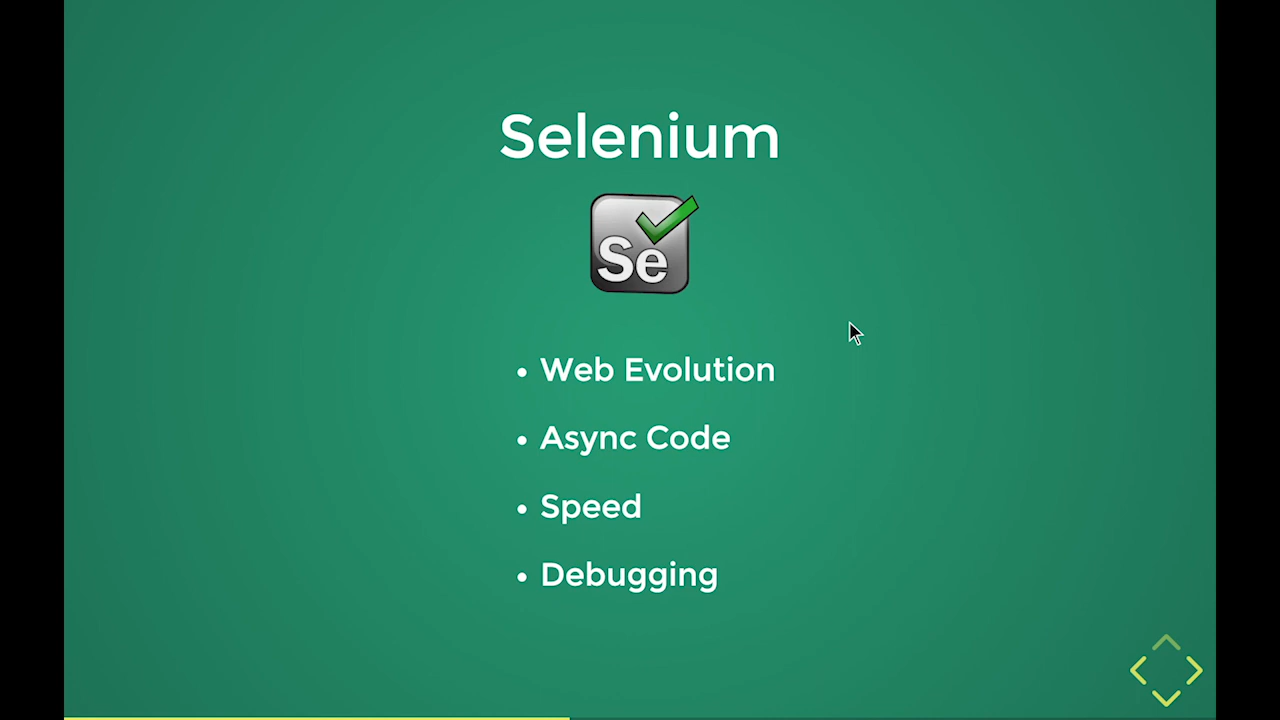 Selenium
Se
• Web Evolution
• Async Code
• Speed
• Debugging